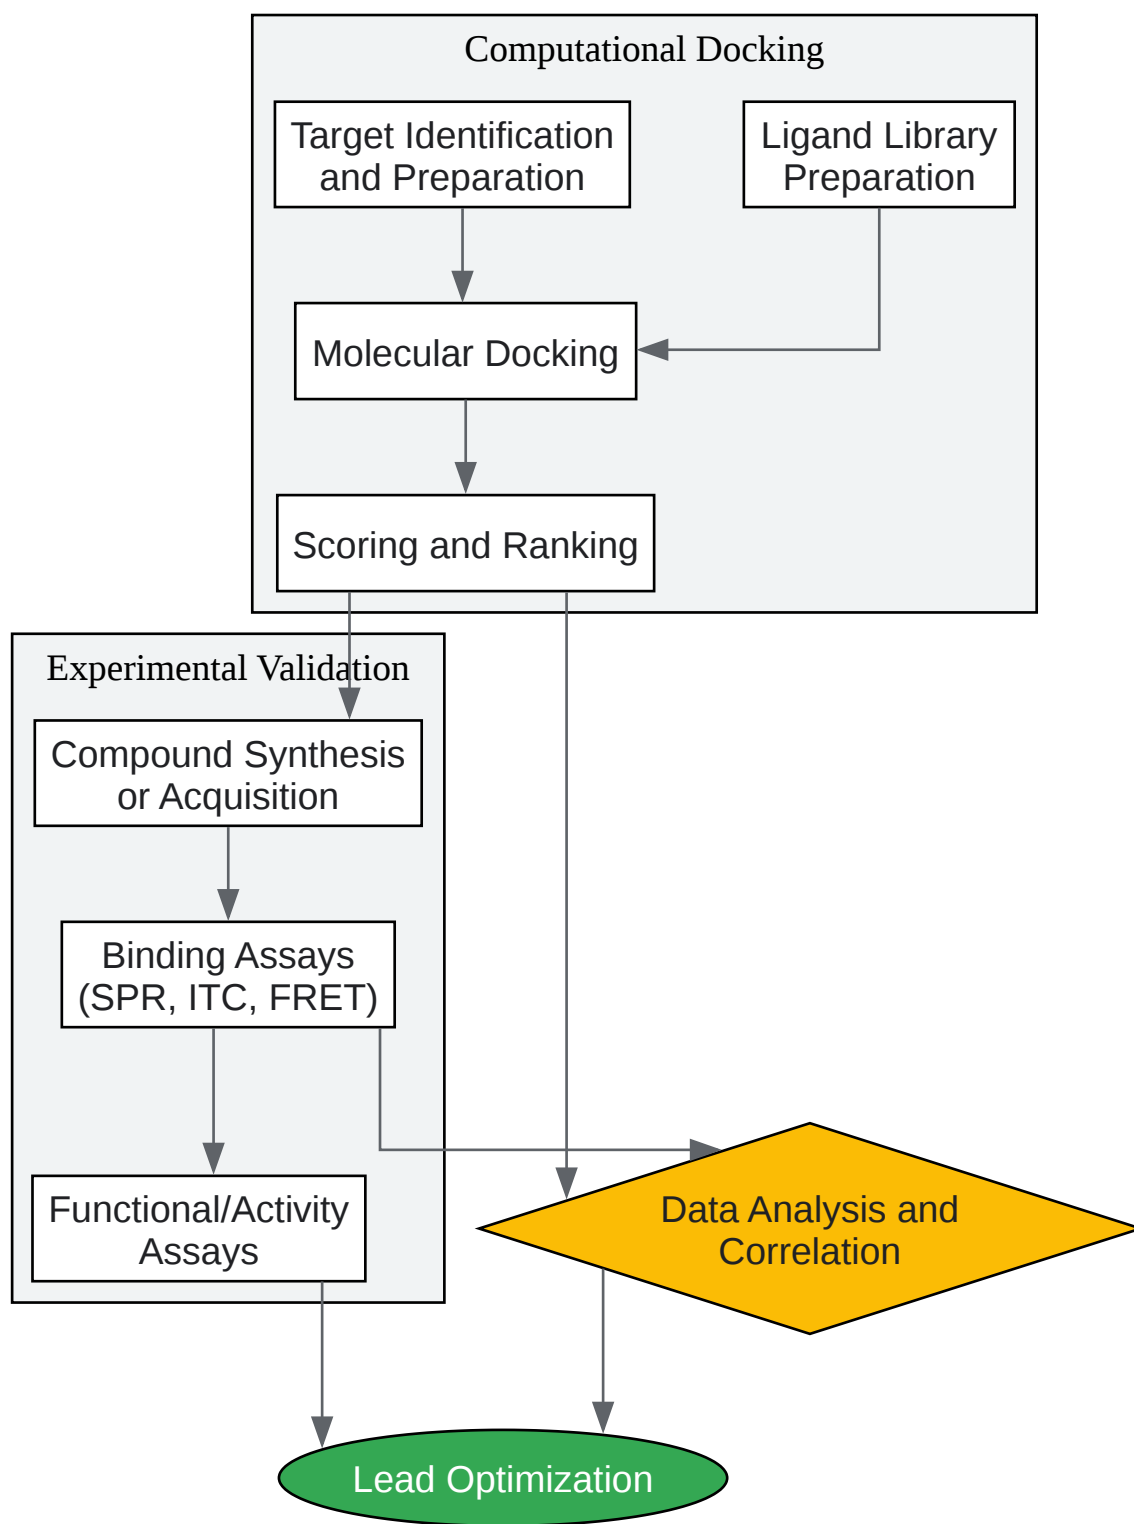 Computational Docking
Target Identification
and Preparation
Ligand Library
Preparation
Molecular Docking
Scoring and Ranking
Experimental Validation
Compound Synthesis
or Acquisition
Binding Assays
(SPR, ITC, FRET)
Functional/Activity
Assays
Data Analysis and
Correlation
Lead Optimization